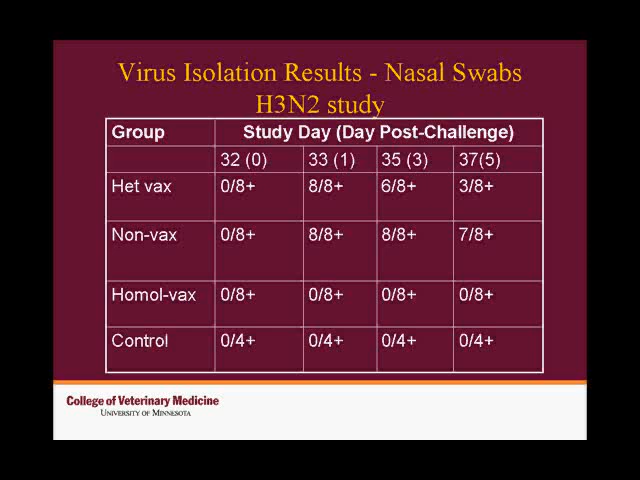 Virus Isolation Results - Nasal Swabs
H3N2 study
Group Study Day (Day Post-Challenge)
32 (0) 33 (1) 35 (3) 37(5)
Het vax 0/8+ 8/8+ 6/8+ 3/8+
Non-vax 0/8+ 8/8+ 8/8+ 7/8+
Homol-vax 0/8+ 0/8+ 0/8+ 0/8+
Control 0/4+ 0/4+ 0/4+ 0/4+
College of Veterinary Medicine
University of Minnesota